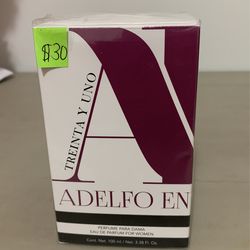 $30
A
TREINTA Y UNO
ADELFO EN
PERFUME PARA DAMA
EAU DE PARFUM FOR WOMEN
Cont. Net. 100 ml / Net. 3.38 Fl. Oz.